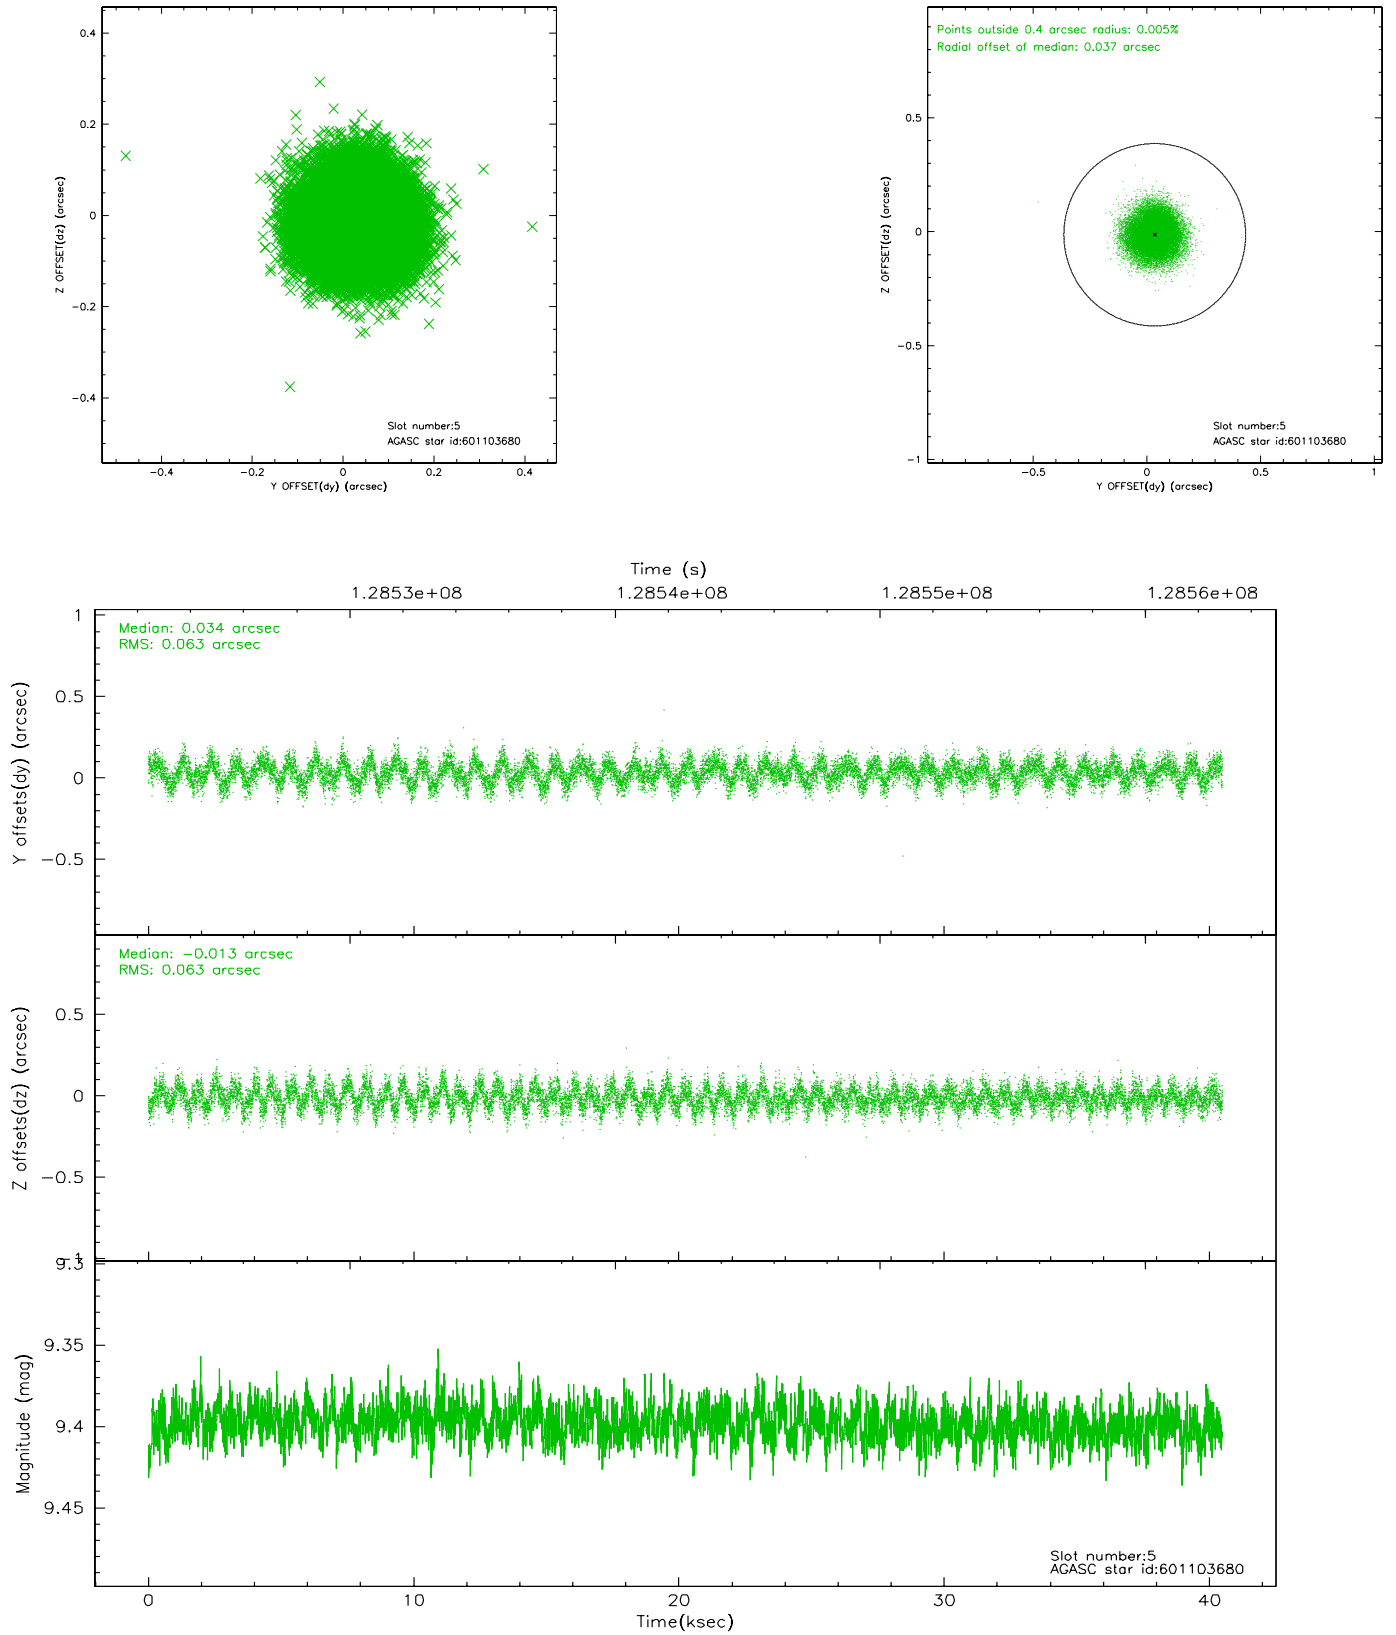 0.4
0.2
0
−0.2
−0.4
Z OFFSET(dz) (arcsec)
−0.4
−0.2
0
0.2
0.4
Y OFFSET(dy) (arcsec)
Slot number:5
AGASC star id:601103680
Points outside 0.4 arcsec radius: 0.005%
Radial offset of median: 0.037 arcsec
0.5
0
−0.5
−1
Z OFFSET(dz) (arcsec)
−0.5
0
0.5
1
Y OFFSET(dy) (arcsec)
Slot number:5
AGASC star id:601103680
Time (s)
1.2853e+08
1.2854e+08
1.2855e+08
1.2856e+08
Median: 0.034 arcsec
RMS: 0.063 arcsec
1
0.5
0
−0.5
Y offsets(dy) (arcsec)
Median: −0.013 arcsec
RMS: 0.063 arcsec
0.5
0
−0.5
−1
Z offsets(dz) (arcsec)
9.3
9.35
9.4
9.45
Magnitude (mag)
Slot number:5
AGASC star id:601103680
0
10
20
30
40
Time(ksec)